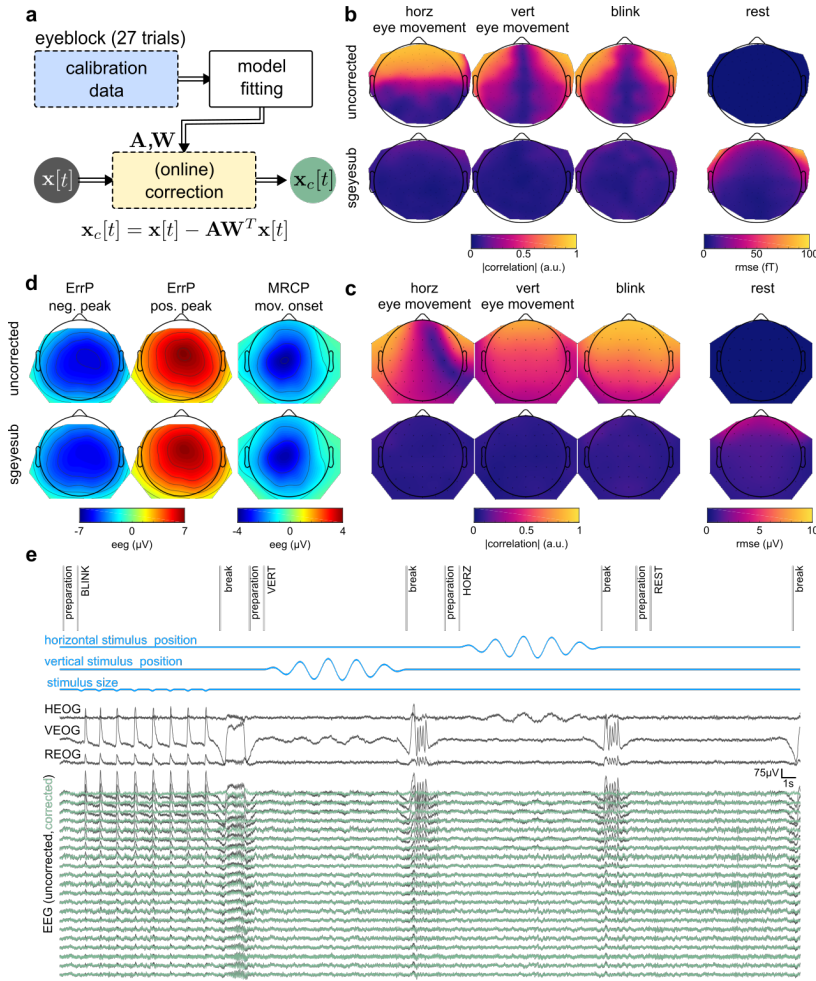 a
eyeblock (27 trials)
calibration
data
model
fitting
A,W
x[t]
(online)
correction
x_c[t]
x_c[t] = x[t] − AW^T x[t]
b
horz
eye movement
vert
eye movement
blink
rest
uncorrected
sgeyesub
0
0.5
1
|correlation| (a.u.)
0
50
100
rmse (fT)
d
ErrP
neg. peak
ErrP
pos. peak
MRCP
mov. onset
uncorrected
sgeyesub
-7
0
7
eeg (μV)
-4
0
4
eeg (μV)
c
horz
eye movement
vert
eye movement
blink
rest
0
0.5
1
|correlation| (a.u.)
0
5
10
rmse (μV)
e
preparation
BLINK
break
preparation
VERT
break
preparation
HORZ
break
preparation
REST
break
horizontal stimulus position
vertical stimulus position
stimulus size
HEOG
VEOG
REOG
75μV
1s
EEG (uncorrected,corrected)